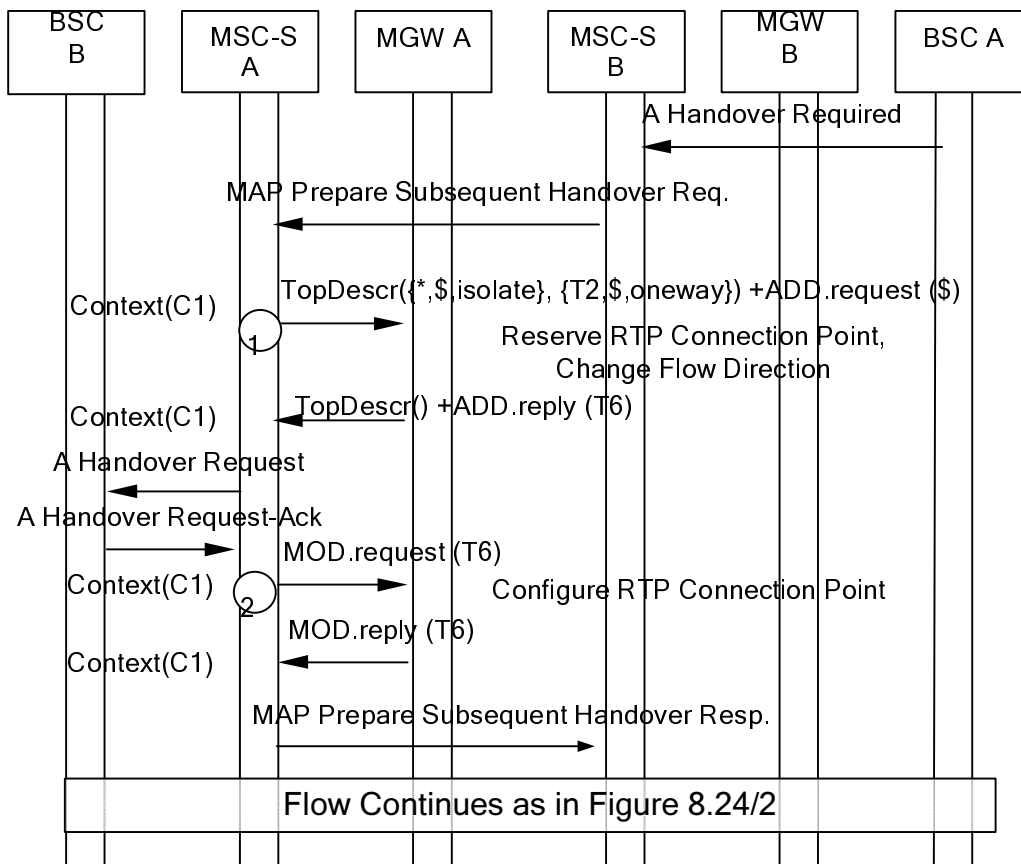 BSC
B
MSC-S
A
MGW A
MSC-S
B
MGW
B
BSC A
A Handover Required
MAP Prepare Subsequent Handover Req.
TopDescr({*,$,isolate}, {T2,$,oneway}) +ADD.request ($)
Context(C1)
1
Reserve RTP Connection Point,
Change Flow Direction
TopDescr() +ADD.reply (T6)
Context(C1)
A Handover Request
A Handover Request-Ack
MOD.request (T6)
Context(C1)
2
Configure RTP Connection Point
MOD.reply (T6)
Context(C1)
MAP Prepare Subsequent Handover Resp.
Flow Continues as in Figure 8.24/2